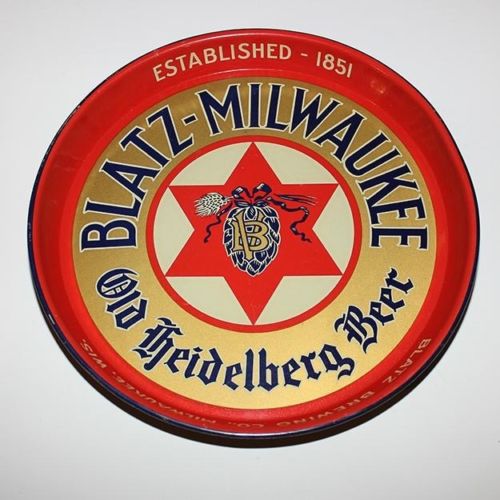 ESTABLISHED - 1851
BLATZ-MILWAUKEE
B
Old Heidelberg Beer
BLATZ BREWING CO. MILWAUKEE, WIS.